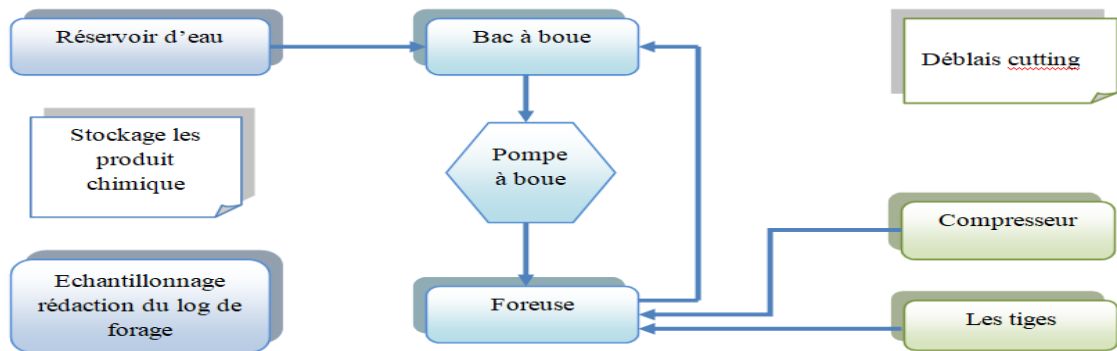 Réservoir d'eau
Bac à boue
Déblais cutting
Stockage les
produit
chimique
Pompe
à boue
Compresseur
Echantillonnage
rédaction du log de
forage
Foreuse
Les tiges